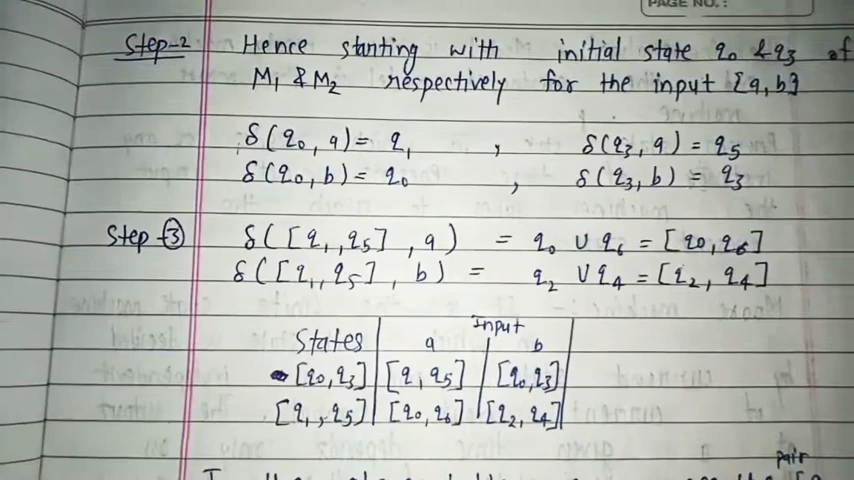 PAGE NO.:
Step-2 Hence starting with initial state q0 & q3 of
M1 & M2 respectively for the input {a, b}
δ(q0, a) = q1 , δ(q3, a) = q5
δ(q0, b) = q0 , δ(q3, b) = q3
Step-3 δ([q1, q5], a) = q0 ∪ q6 = [q0, q6]
δ([q1, q5], b) = q2 ∪ q4 = [q2, q4]
Input
States a b
[q0, q3] [q, q5] [q0, q3]
[q1, q5] [q0, q6] [q2, q4]
pair